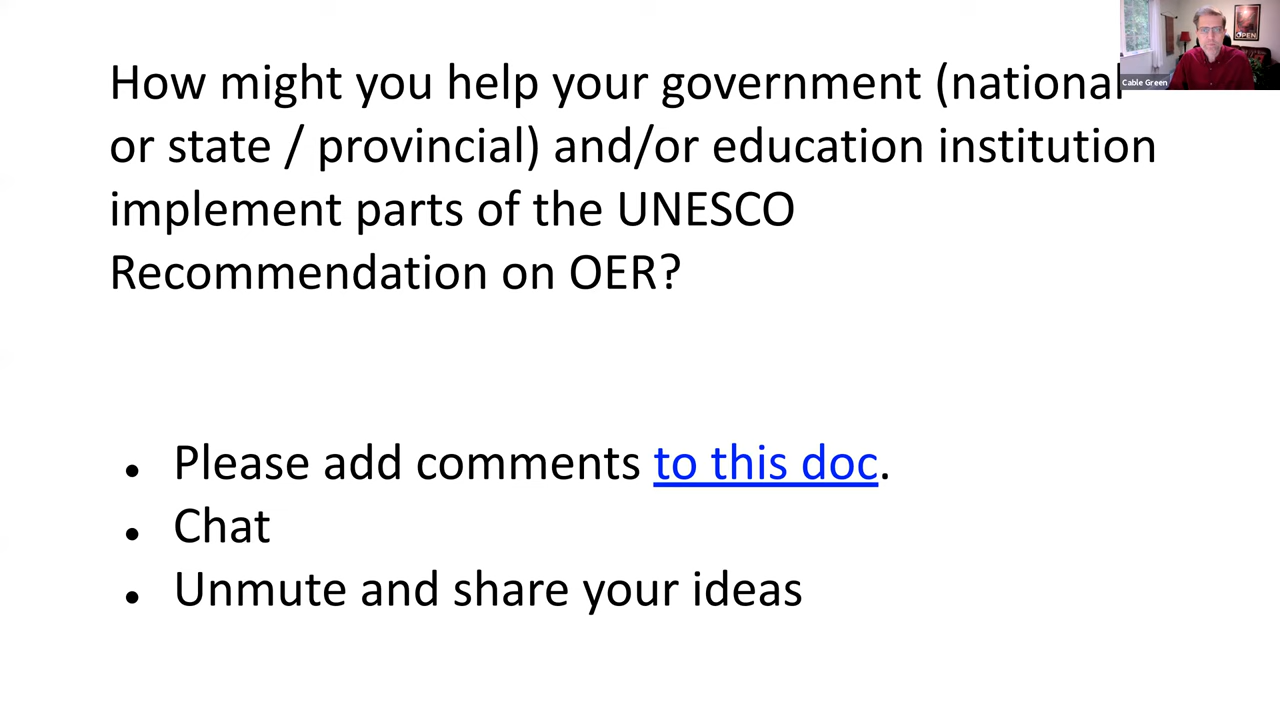 How might you help your government (national
or state / provincial) and/or education institution
implement parts of the UNESCO
Recommendation on OER?
• Please add comments to this doc.
• Chat
• Unmute and share your ideas
Cable Green
OPEN